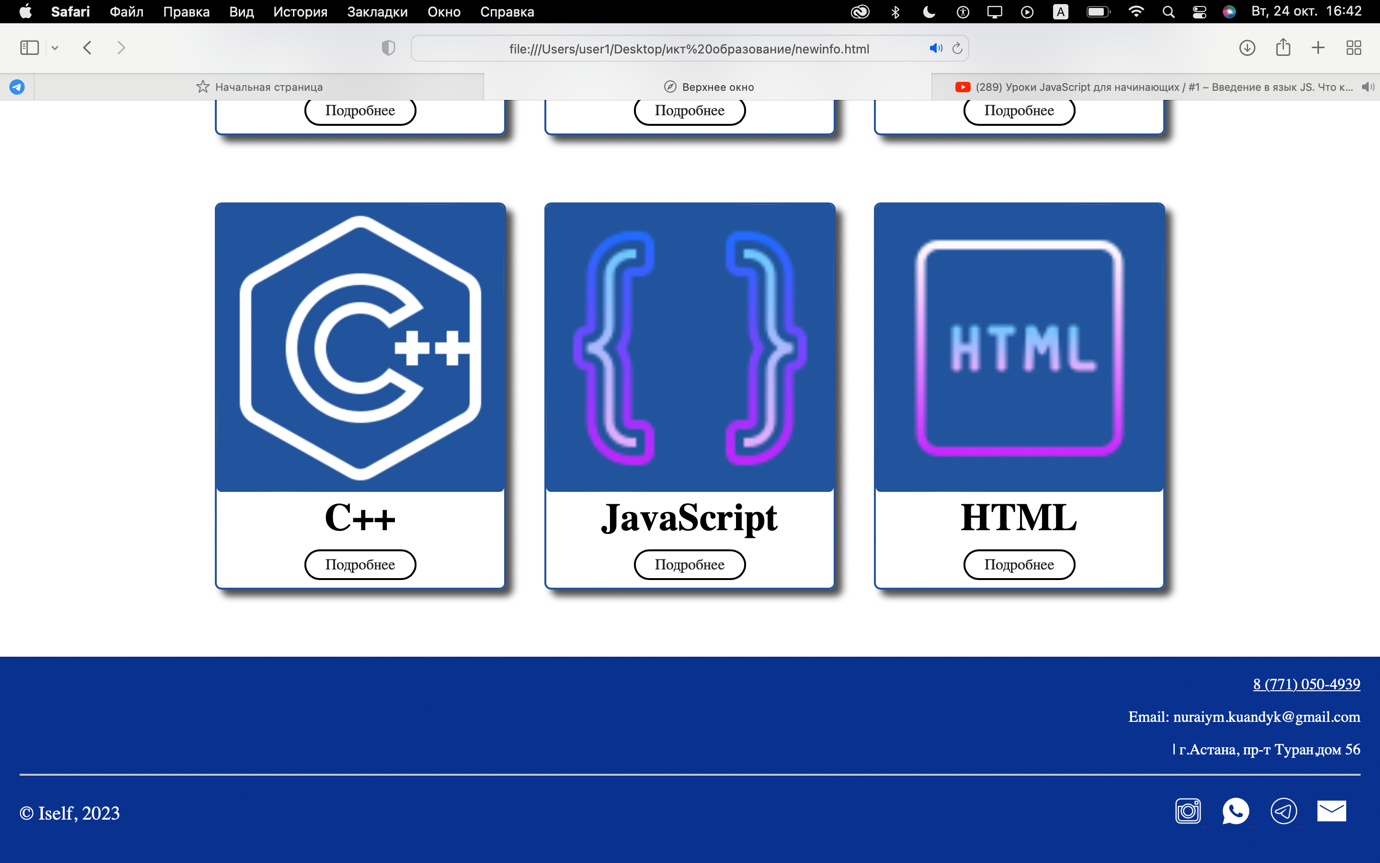 Safari Файл Правка Вид История Закладки Окно Справка A Вт, 24 окт. 16:42
file:///Users/user1/Desktop/икт%20образование/newinfo.html
Начальная страница Верхнее окно (289) Уроки JavaScript для начинающих / #1 – Введение в язык JS. Что к...
Подробнее Подробнее Подробнее
C++ HTML
C++ JavaScript HTML
Подробнее Подробнее Подробнее
8 (771) 050-4939
Email: nuraiym.kuandyk@gmail.com
| г.Астана, пр-т Туран,дом 56
© Iself, 2023